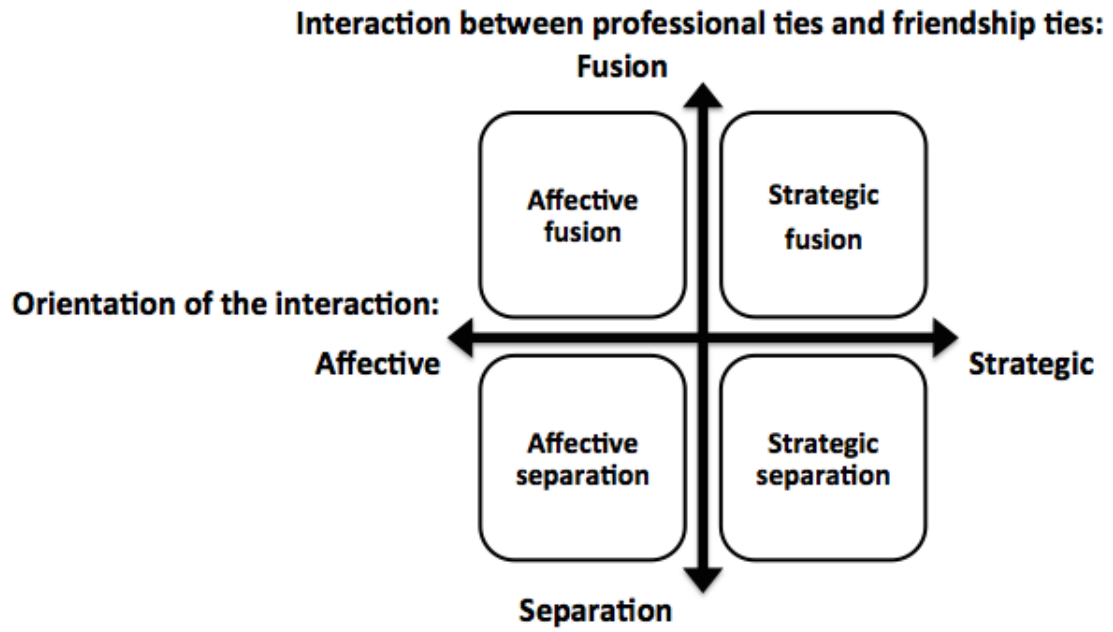 Interaction between professional ties and friendship ties:
Fusion
Affective
fusion
Strategic
fusion
Orientation of the interaction:
Affective
Strategic
Affective
separation
Strategic
separation
Separation